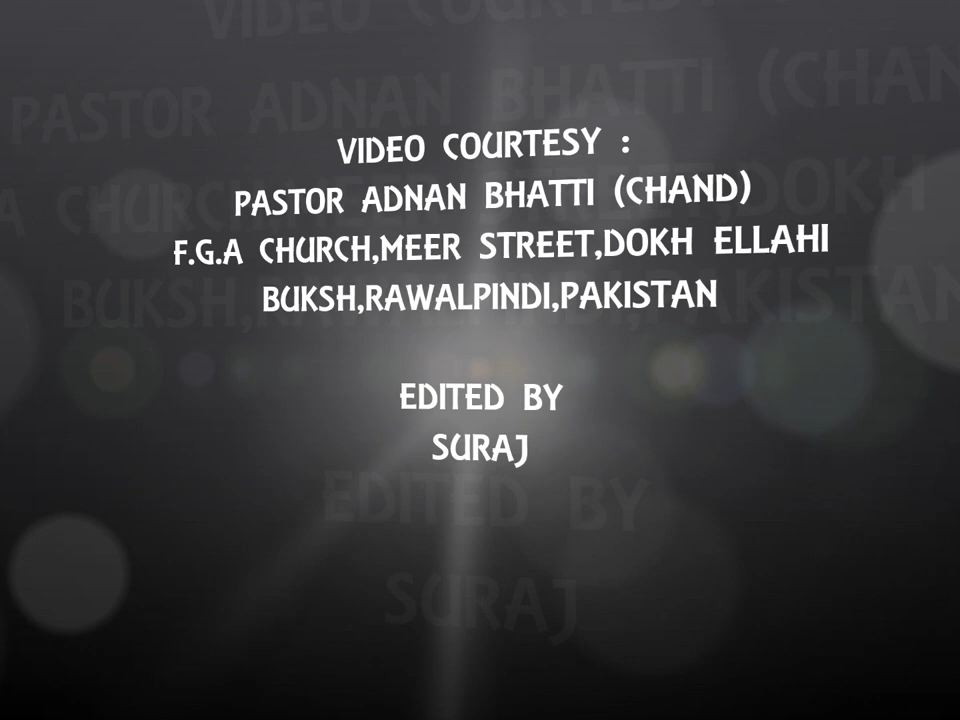 VIDEO COURTESY :
PASTOR ADNAN BHATTI (CHAND)
F.G.A CHURCH,MEER STREET,DOKH ELLAHI
BUKSH,RAWALPINDI,PAKISTAN
EDITED BY
SURAJ